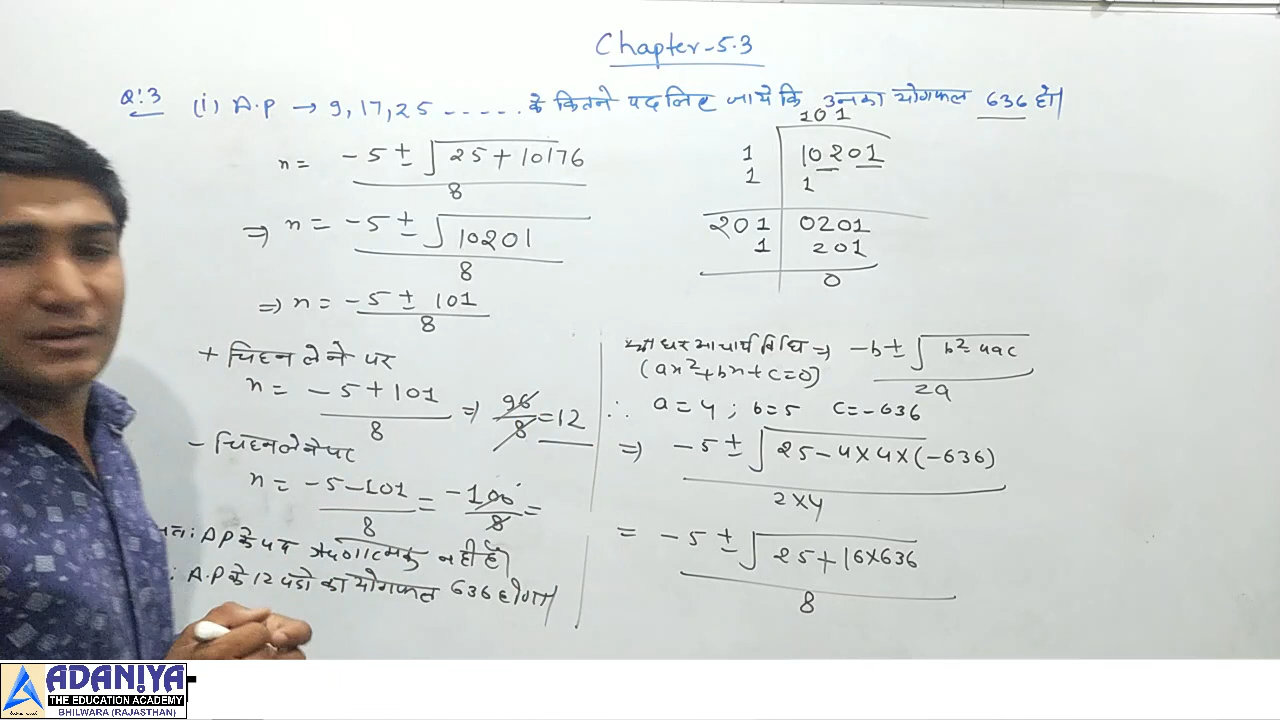 Chapter-5.3
Q:3 (i) A.p → 9, 17, 25 ------ के कितने पद लिए जाये कि उनका योगफल 636 हो।
n = -5 ± √25 + 10176 / 8
⇒ n = -5 ± √10201 / 8
⇒ n = -5 ± 101 / 8
+ चिह्न लेने पर
n = -5 + 101 / 8 ⇒ 96/8 = 12
- चिह्न लेने पर
n = -5 - 101 / 8 = -106/8 =
अतः AP के पद ऋणात्मक नहीं है।
: A.P के 12 पदो का योगफल 636 होगा।
101
1 | 10201
1 | 1
201 | 0201
1 | 201
0
श्री धर आचार्य विधि ⇒ -b ± √b² - 4ac / 2a
(ax² + bx + c = 0)
∴ a = 4 ; b = 5 c = -636
⇒ -5 ± √25 - 4×4×(-636) / 2×4
= -5 ± √25 + 16×636 / 8
ADANIYA
THE EDUCATION ACADEMY
BHILWARA (RAJASTHAN)